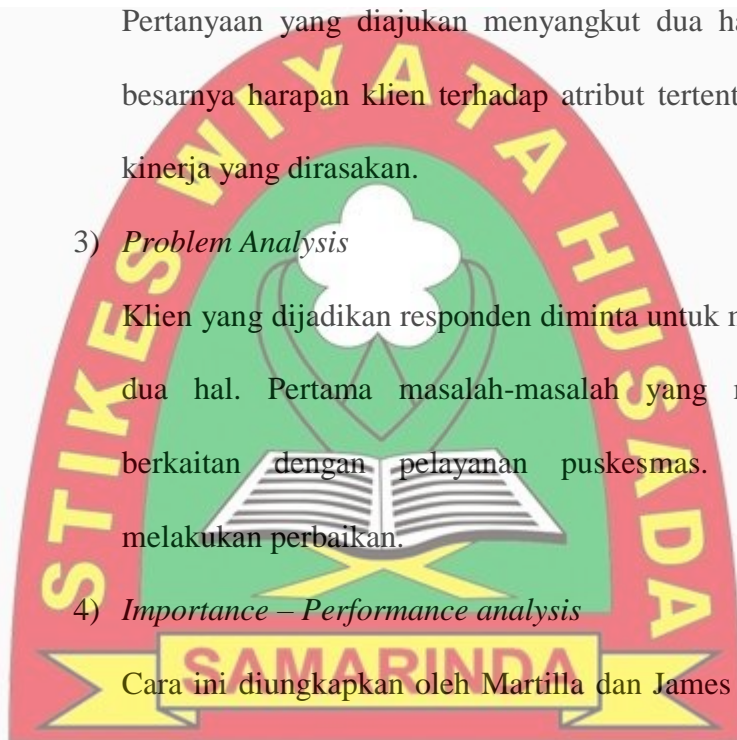 Pertanyaan yang diajukan menyangkut dua
besarnya harapan klien terhadap atribut
kinerja yang dirasakan.
3) Problem Analysis
Klien yang dijadikan responden diminta untuk
dua hal. Pertama masalah-masalah yang
berkaitan dengan pelayanan puskesmas.
melakukan perbaikan.
4) Importance – Performance analysis
Cara ini diungkapkan oleh Martilla dan James
STIKES WIYATA HUSADA
SAMARINDA